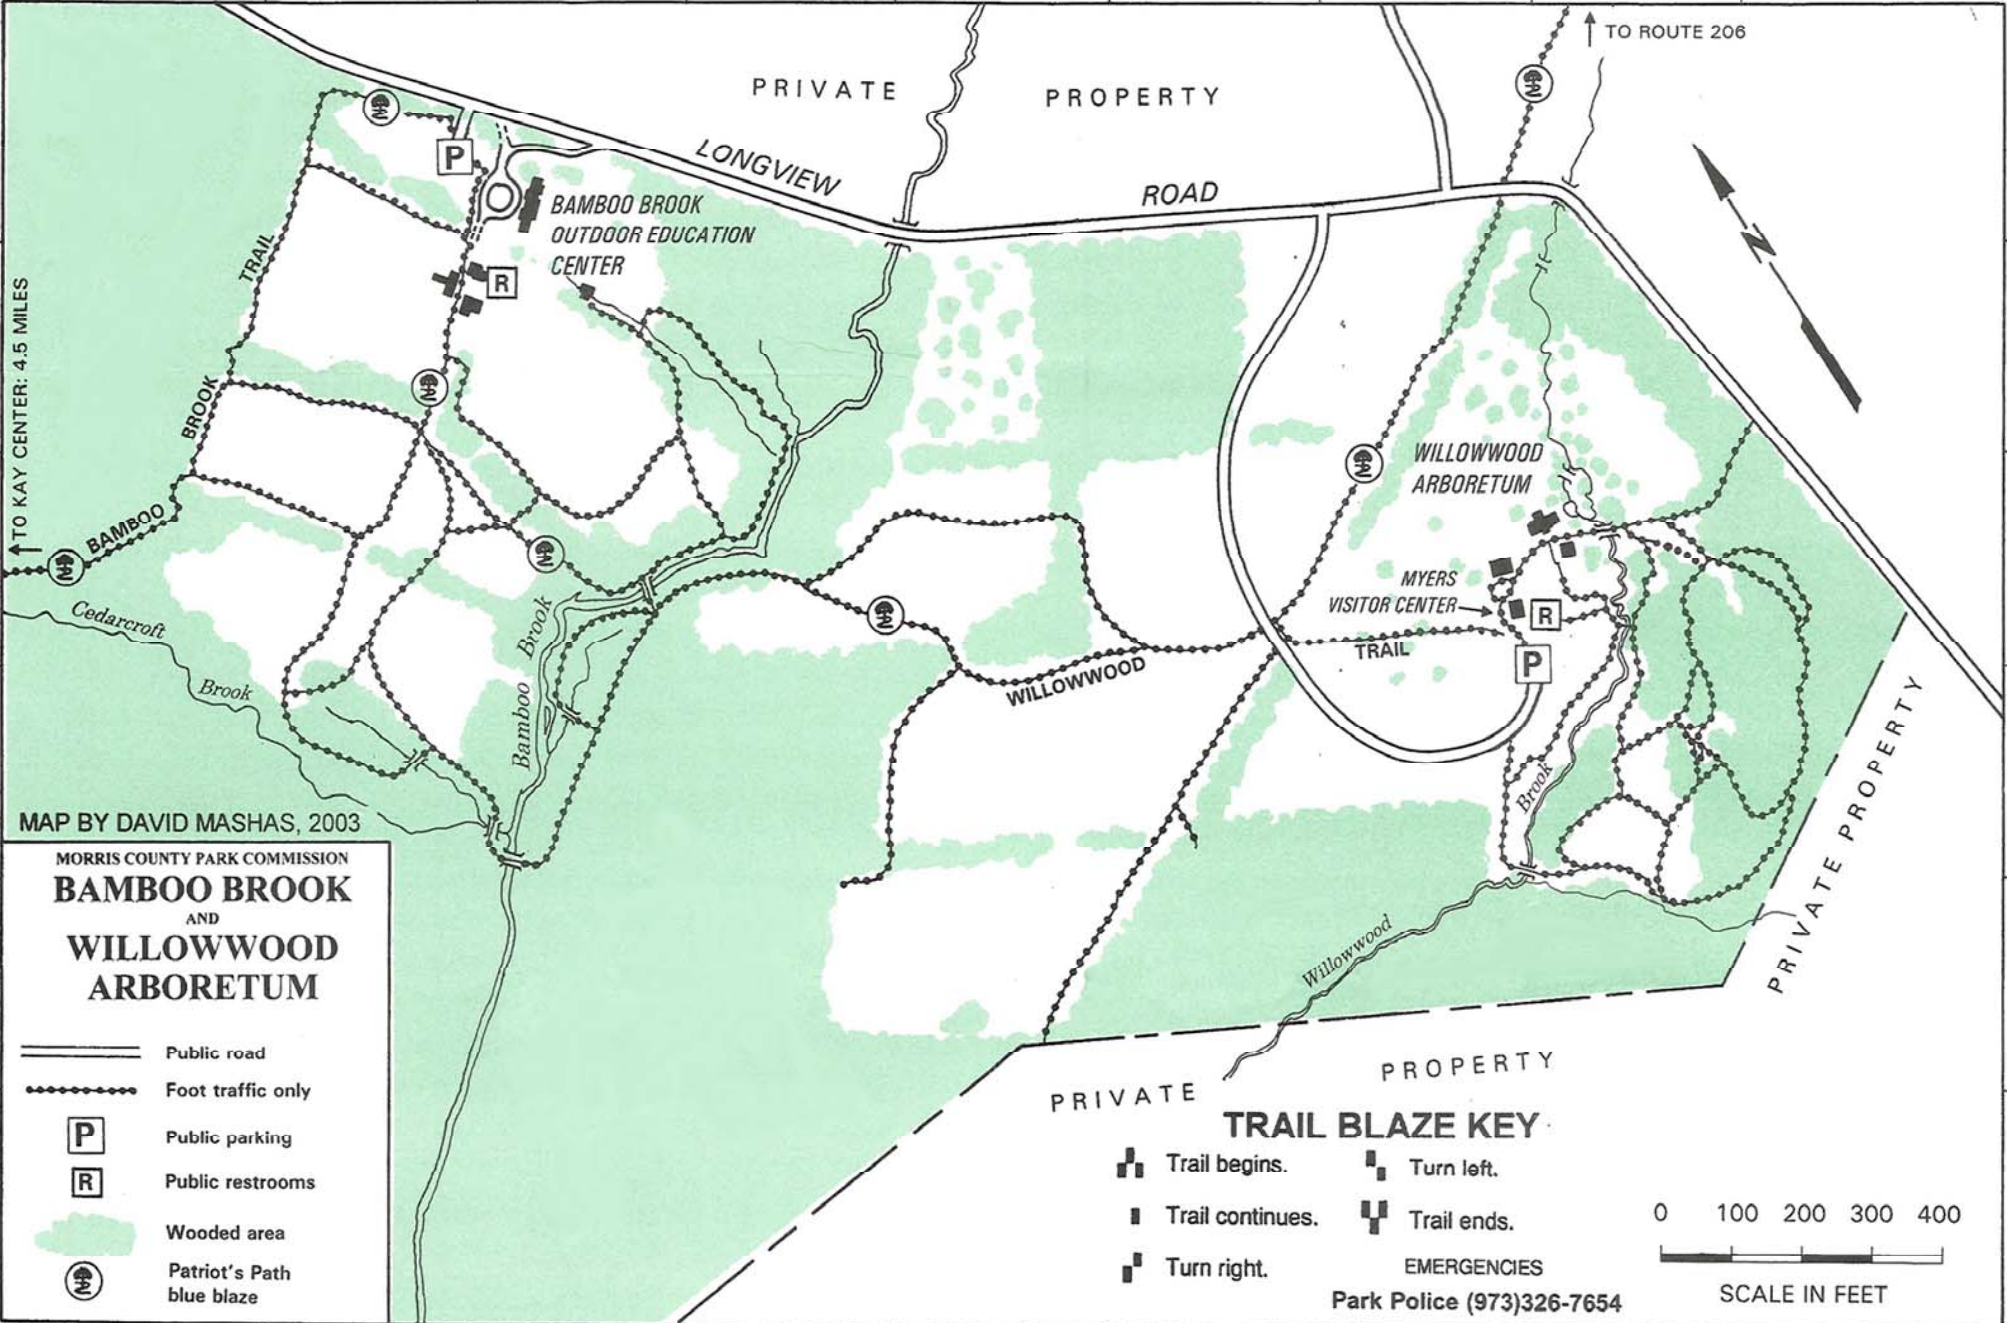 TO ROUTE 206
PRIVATE PROPERTY
LONGVIEW ROAD
N
P
BAMBOO BROOK
OUTDOOR EDUCATION
CENTER
R
TRAIL
BROOK
BAMBOO
TO KAY CENTER: 4.5 MILES
Cedarcroft
Brook
Bamboo Brook
WILLOWWOOD
ARBORETUM
MYERS
VISITOR CENTER
R
P
WILLOWWOOD TRAIL
Willowwood Brook
PRIVATE PROPERTY
PRIVATE PROPERTY
MAP BY DAVID MASHAS, 2003
MORRIS COUNTY PARK COMMISSION
BAMBOO BROOK
AND
WILLOWWOOD
ARBORETUM
Public road
Foot traffic only
P Public parking
R Public restrooms
Wooded area
Patriot's Path
blue blaze
TRAIL BLAZE KEY
Trail begins. Turn left.
Trail continues. Trail ends.
Turn right.
EMERGENCIES
Park Police (973)326-7654
0 100 200 300 400
SCALE IN FEET